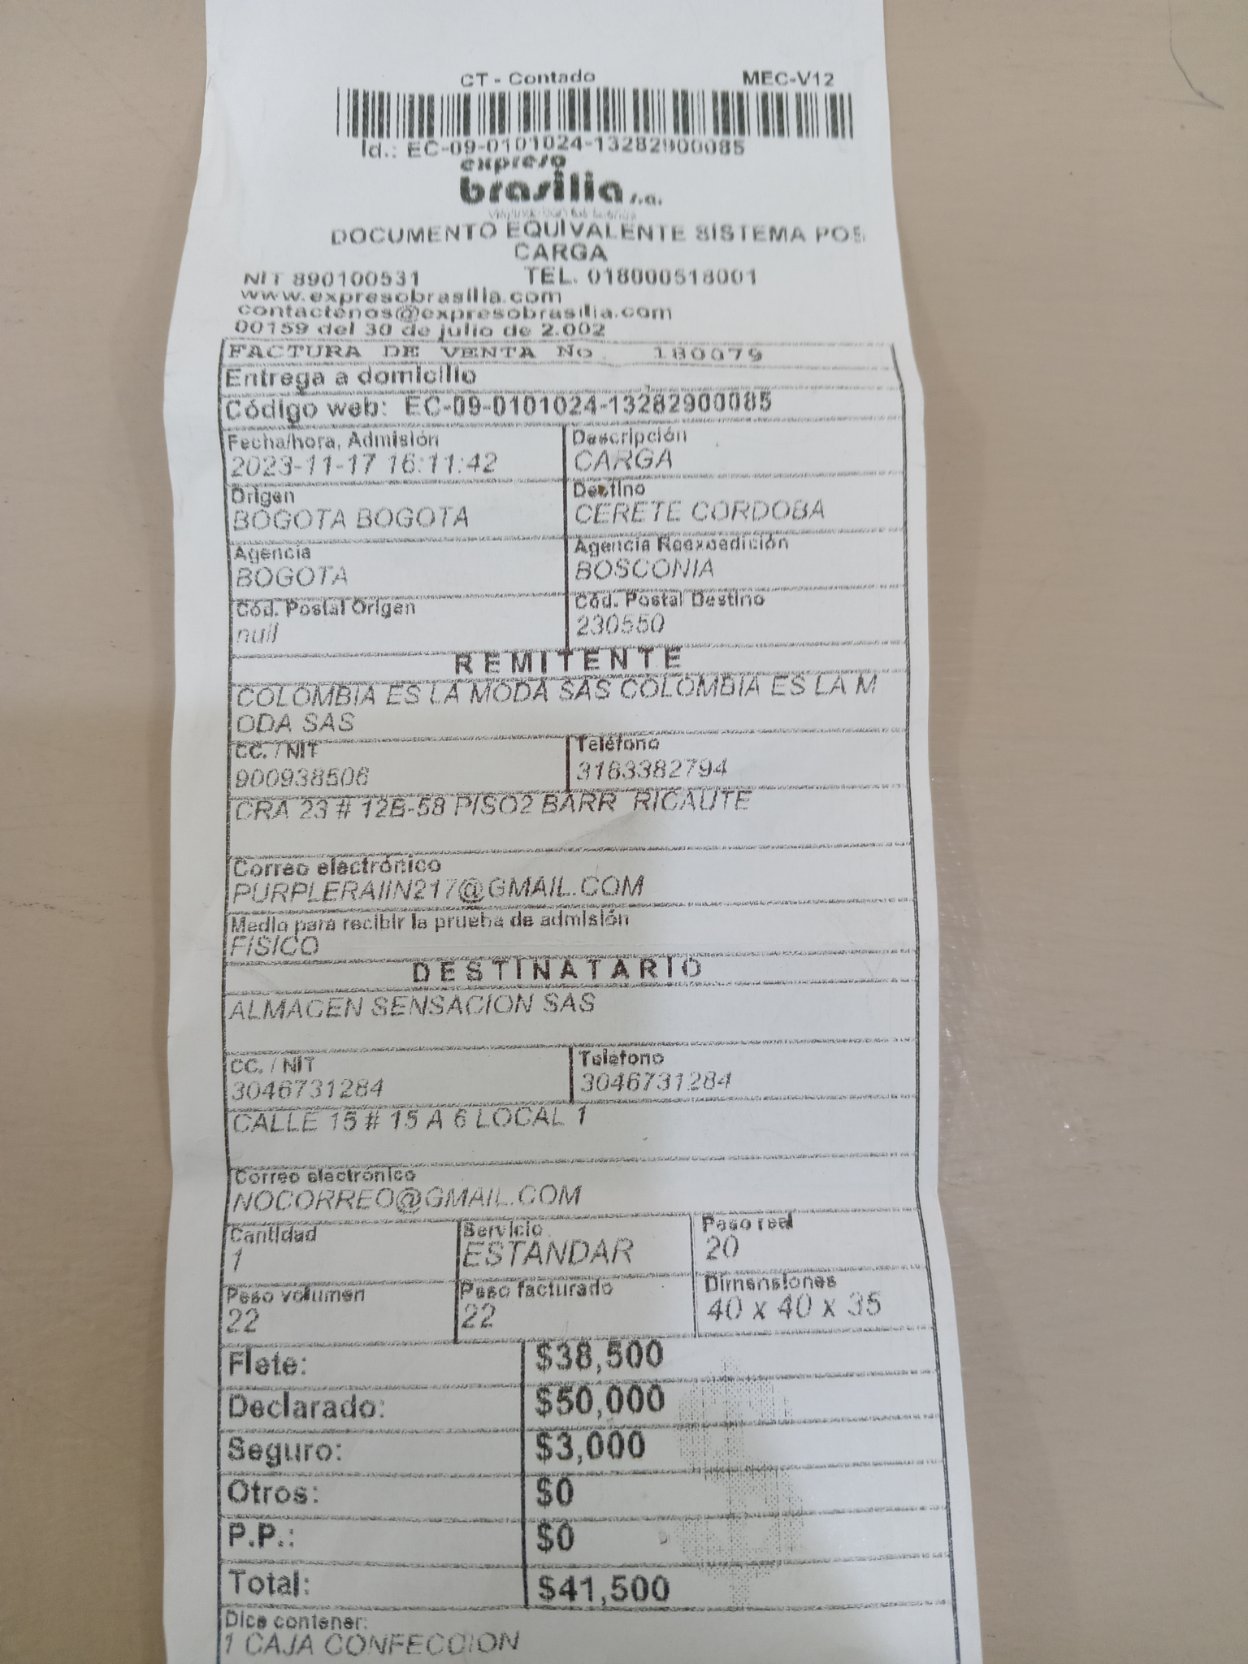 CT - Contado MEC-V12
Id.: EC-09-0101024-13282900085
expreso
brasilia s.a.
DOCUMENTO EQUIVALENTE SISTEMA POS
CARGA
NIT 890100531 TEL. 018000518001
www.expresobrasilia.com
contactenos@expresobrasilia.com
00159 del 30 de julio de 2.002
FACTURA DE VENTA No 180079
Entrega a domicilio
Código web: EC-09-0101024-13282900085
Fecha/hora, Admisión Descripción
2023-11-17 16:11:42 CARGA
Origen Destino
BOGOTA BOGOTA CERETE CORDOBA
Agencia Agencia Reexpedición
BOGOTA BOSCONIA
Cód. Postal Origen Cód. Postal Destino
null 230550
REMITENTE
COLOMBIA ES LA MODA SAS COLOMBIA ES LA M
ODA SAS
CC. / NIT Teléfono
900938506 3163382794
CRA 23 # 12B-58 PISO2 BARR RICAUTE
Correo electrónico
PURPLERAIIN217@GMAIL.COM
Medio para recibir la prueba de admisión
FISICO
DESTINATARIO
ALMACEN SENSACION SAS
CC. / NIT Teléfono
3046731284 3046731284
CALLE 15 # 15 A 6 LOCAL 1
Correo electrónico
NOCORREO@GMAIL.COM
Cantidad Servicio Peso real
1 ESTANDAR 20
Peso volumen Peso facturado Dimensiones
22 22 40 x 40 x 35
Flete: $38,500
Declarado: $50,000
Seguro: $3,000
Otros: $0
P.P.: $0
Total: $41,500
Dice contener:
1 CAJA CONFECCION